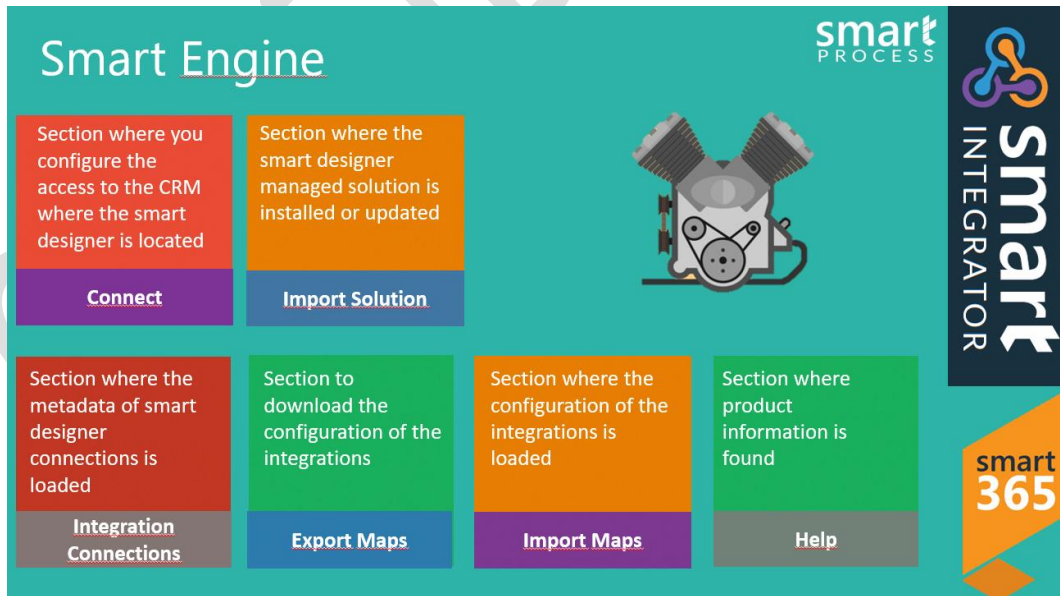 Smart Engine
smart
PROCESS
Section where you
configure the
access to the CRM
where the smart
designer is located
Connect
Section where the
smart designer
managed solution is
installed or updated
Import Solution
Section where the
metadata of smart
designer
connections is
loaded
Integration
Connections
Section to
download the
configuration of the
integrations
Export Maps
Section where the
configuration of the
integrations is
loaded
Import Maps
Section where
product
information is
found
Help
smart
INTEGRATOR
smart
365